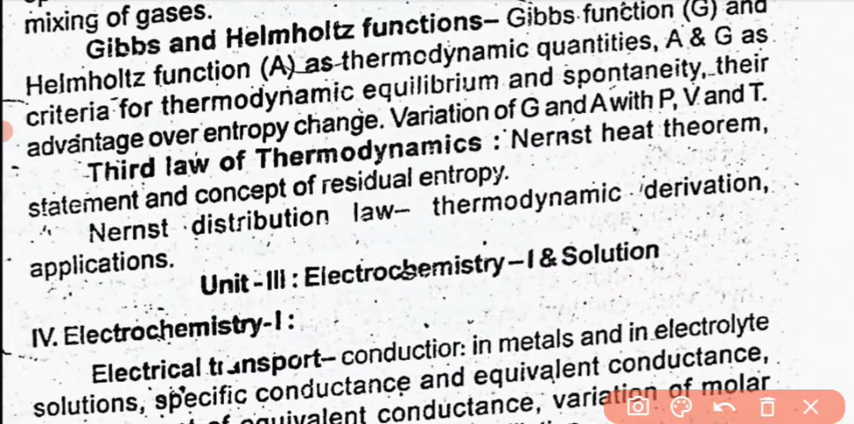 mixing of gases.
Gibbs and Helmholtz functions– Gibbs function (G) and
Helmholtz function (A) as thermodynamic quantities, A & G as
criteria for thermodynamic equilibrium and spontaneity, their
advantage over entropy change. Variation of G and A with P, V and T.
Third law of Thermodynamics : Nernst heat theorem,
statement and concept of residual entropy.
Nernst distribution law– thermodynamic derivation,
applications.
Unit - III : Electrochemistry – I & Solution
IV. Electrochemistry-I :
Electrical transport– conduction in metals and in electrolyte
solutions, specific conductance and equivalent conductance,
of equivalent conductance, variation of molar